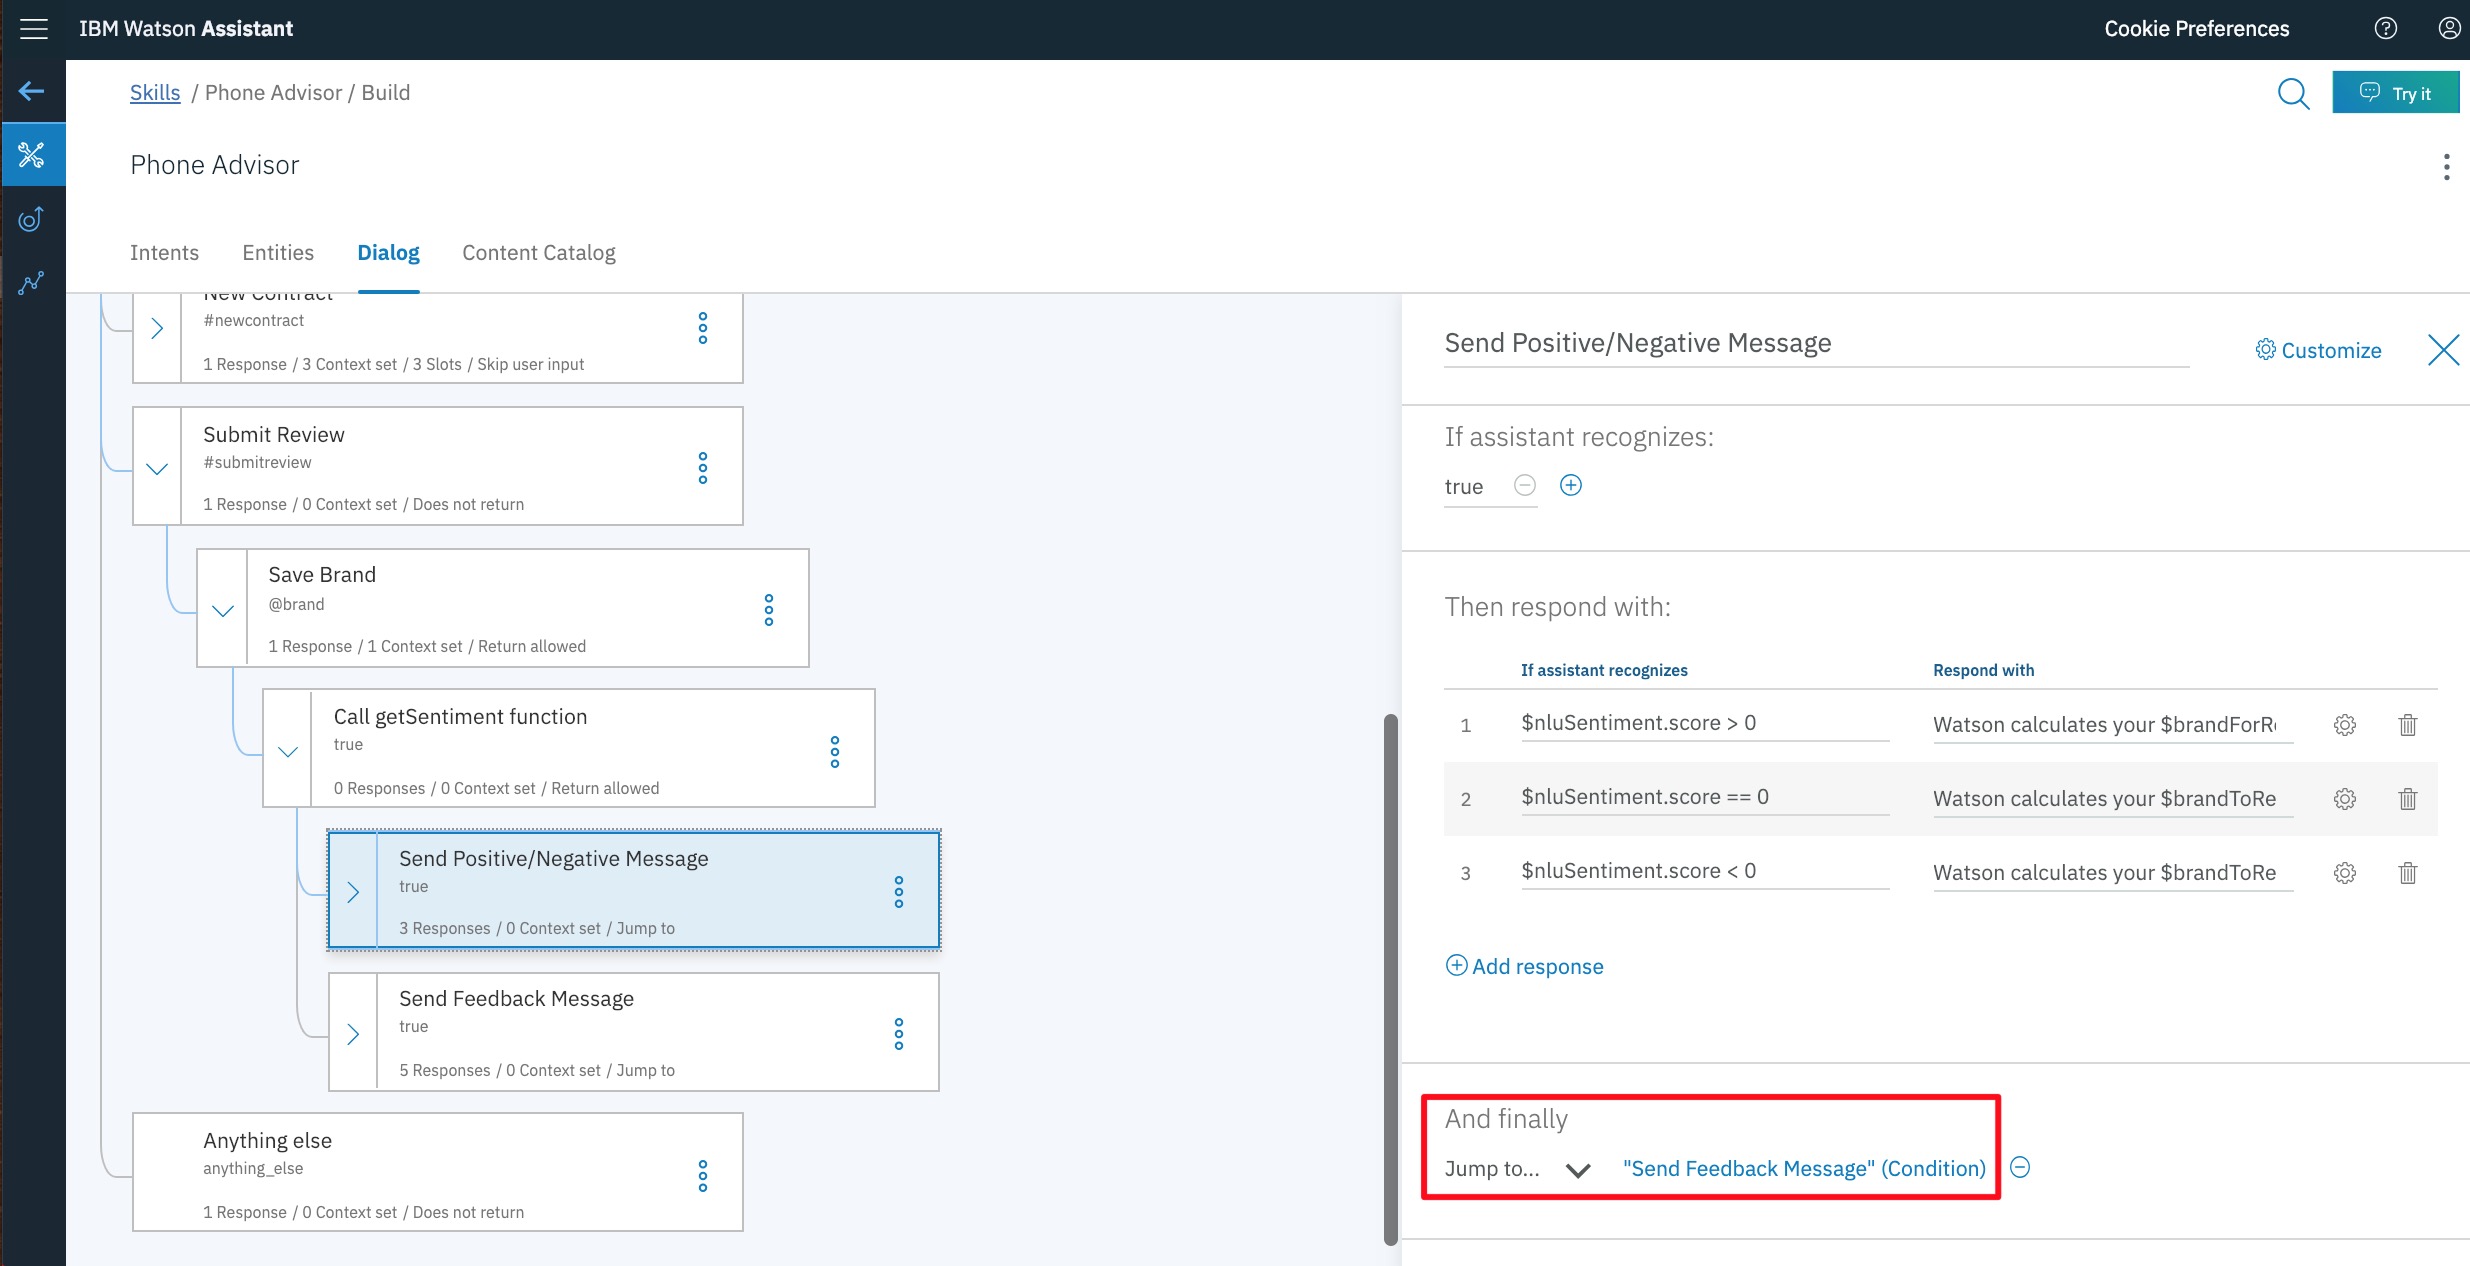 IBM Watson Assistant
Cookie Preferences
Skills / Phone Advisor / Build
Try it
Phone Advisor
Intents
Entities
Dialog
Content Catalog
New Contract
#newcontract
1 Response / 3 Context set / 3 Slots / Skip user input
Submit Review
#submitreview
1 Response / 0 Context set / Does not return
Save Brand
@brand
1 Response / 1 Context set / Return allowed
Call getSentiment function
true
0 Responses / 0 Context set / Return allowed
Send Positive/Negative Message
true
3 Responses / 0 Context set / Jump to
Send Feedback Message
true
5 Responses / 0 Context set / Jump to
Anything else
anything_else
1 Response / 0 Context set / Does not return
Send Positive/Negative Message
Customize
If assistant recognizes:
true
Then respond with:
If assistant recognizes
Respond with
1 $nluSentiment.score > 0 Watson calculates your $brandForRe
2 $nluSentiment.score == 0 Watson calculates your $brandToRe
3 $nluSentiment.score < 0 Watson calculates your $brandToRe
Add response
And finally
Jump to... "Send Feedback Message" (Condition)